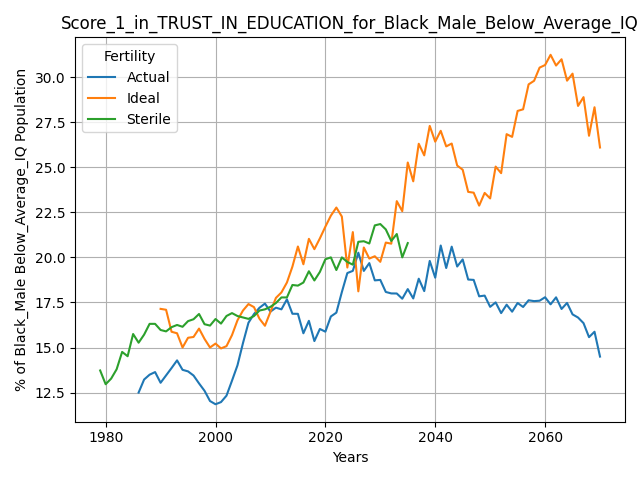 Score_1_in_TRUST_IN_EDUCATION_for_Black_Male_Below_Average_IQ
Fertility
Actual
Ideal
Sterile
% of Black_Male Below_Average_IQ Population
30.0
27.5
25.0
22.5
20.0
17.5
15.0
12.5
1980
2000
2020
2040
2060
Years